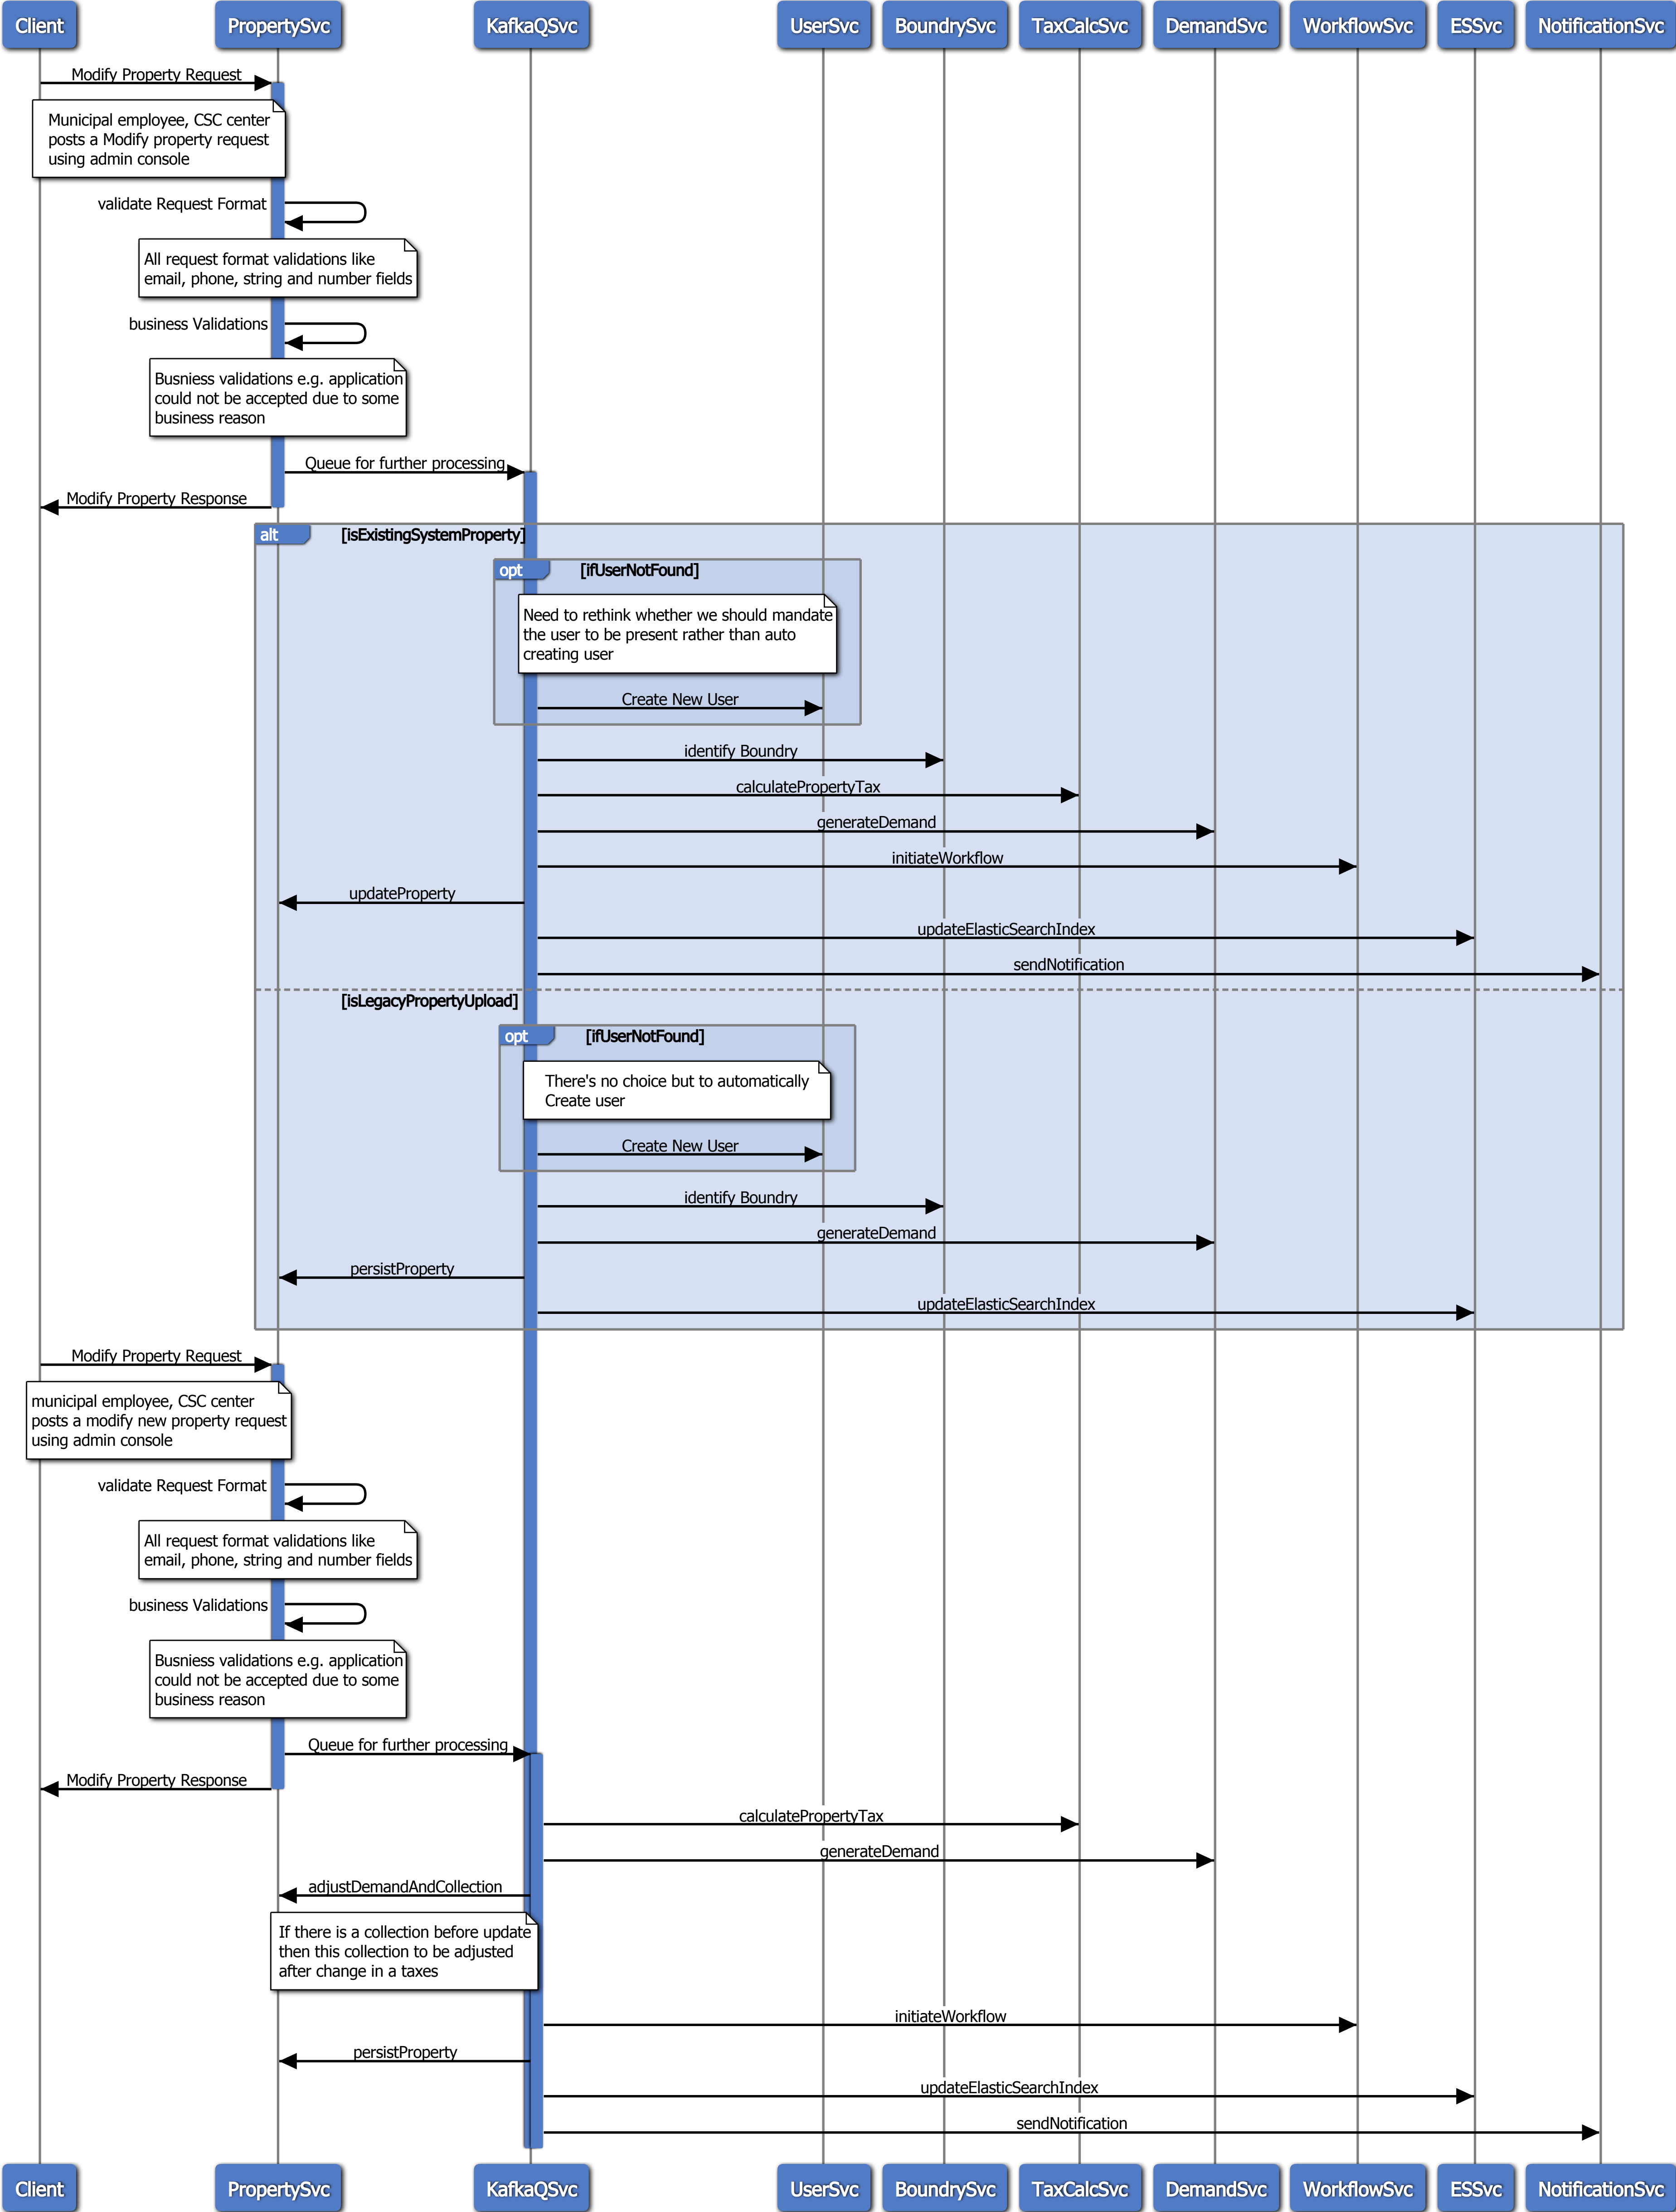 Client
PropertySvc
KafkaQSvc
UserSvc
BoundrySvc
TaxCalcSvc
DemandSvc
WorkflowSvc
ESSvc
NotificationSvc
Modify Property Request
Municipal employee, CSC center
posts a Modify property request
using admin console
validate Request Format
All request format validations like
email, phone, string and number fields
business Validations
Busniess validations e.g. application
could not be accepted due to some
business reason
Queue for further processing
Modify Property Response
alt
[isExistingSystemProperty]
opt
[ifUserNotFound]
Need to rethink whether we should mandate
the user to be present rather than auto
creating user
Create New User
identify Boundry
calculatePropertyTax
generateDemand
initiateWorkflow
updateProperty
updateElasticSearchIndex
sendNotification
[isLegacyPropertyUpload]
opt
[ifUserNotFound]
There's no choice but to automatically
Create user
Create New User
identify Boundry
generateDemand
persistProperty
updateElasticSearchIndex
Modify Property Request
municipal employee, CSC center
posts a modify new property request
using admin console
validate Request Format
All request format validations like
email, phone, string and number fields
business Validations
Busniess validations e.g. application
could not be accepted due to some
business reason
Queue for further processing
Modify Property Response
calculatePropertyTax
generateDemand
adjustDemandAndCollection
If there is a collection before update
then this collection to be adjusted
after change in a taxes
initiateWorkflow
persistProperty
updateElasticSearchIndex
sendNotification
Client
PropertySvc
KafkaQSvc
UserSvc
BoundrySvc
TaxCalcSvc
DemandSvc
WorkflowSvc
ESSvc
NotificationSvc